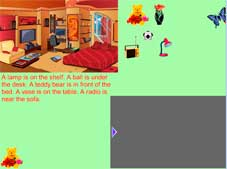 A lamp is on the shelf. A ball is under
the desk. A teddy bear is in front of the
bed. A vase is on the table. A radio is
near the sofa.